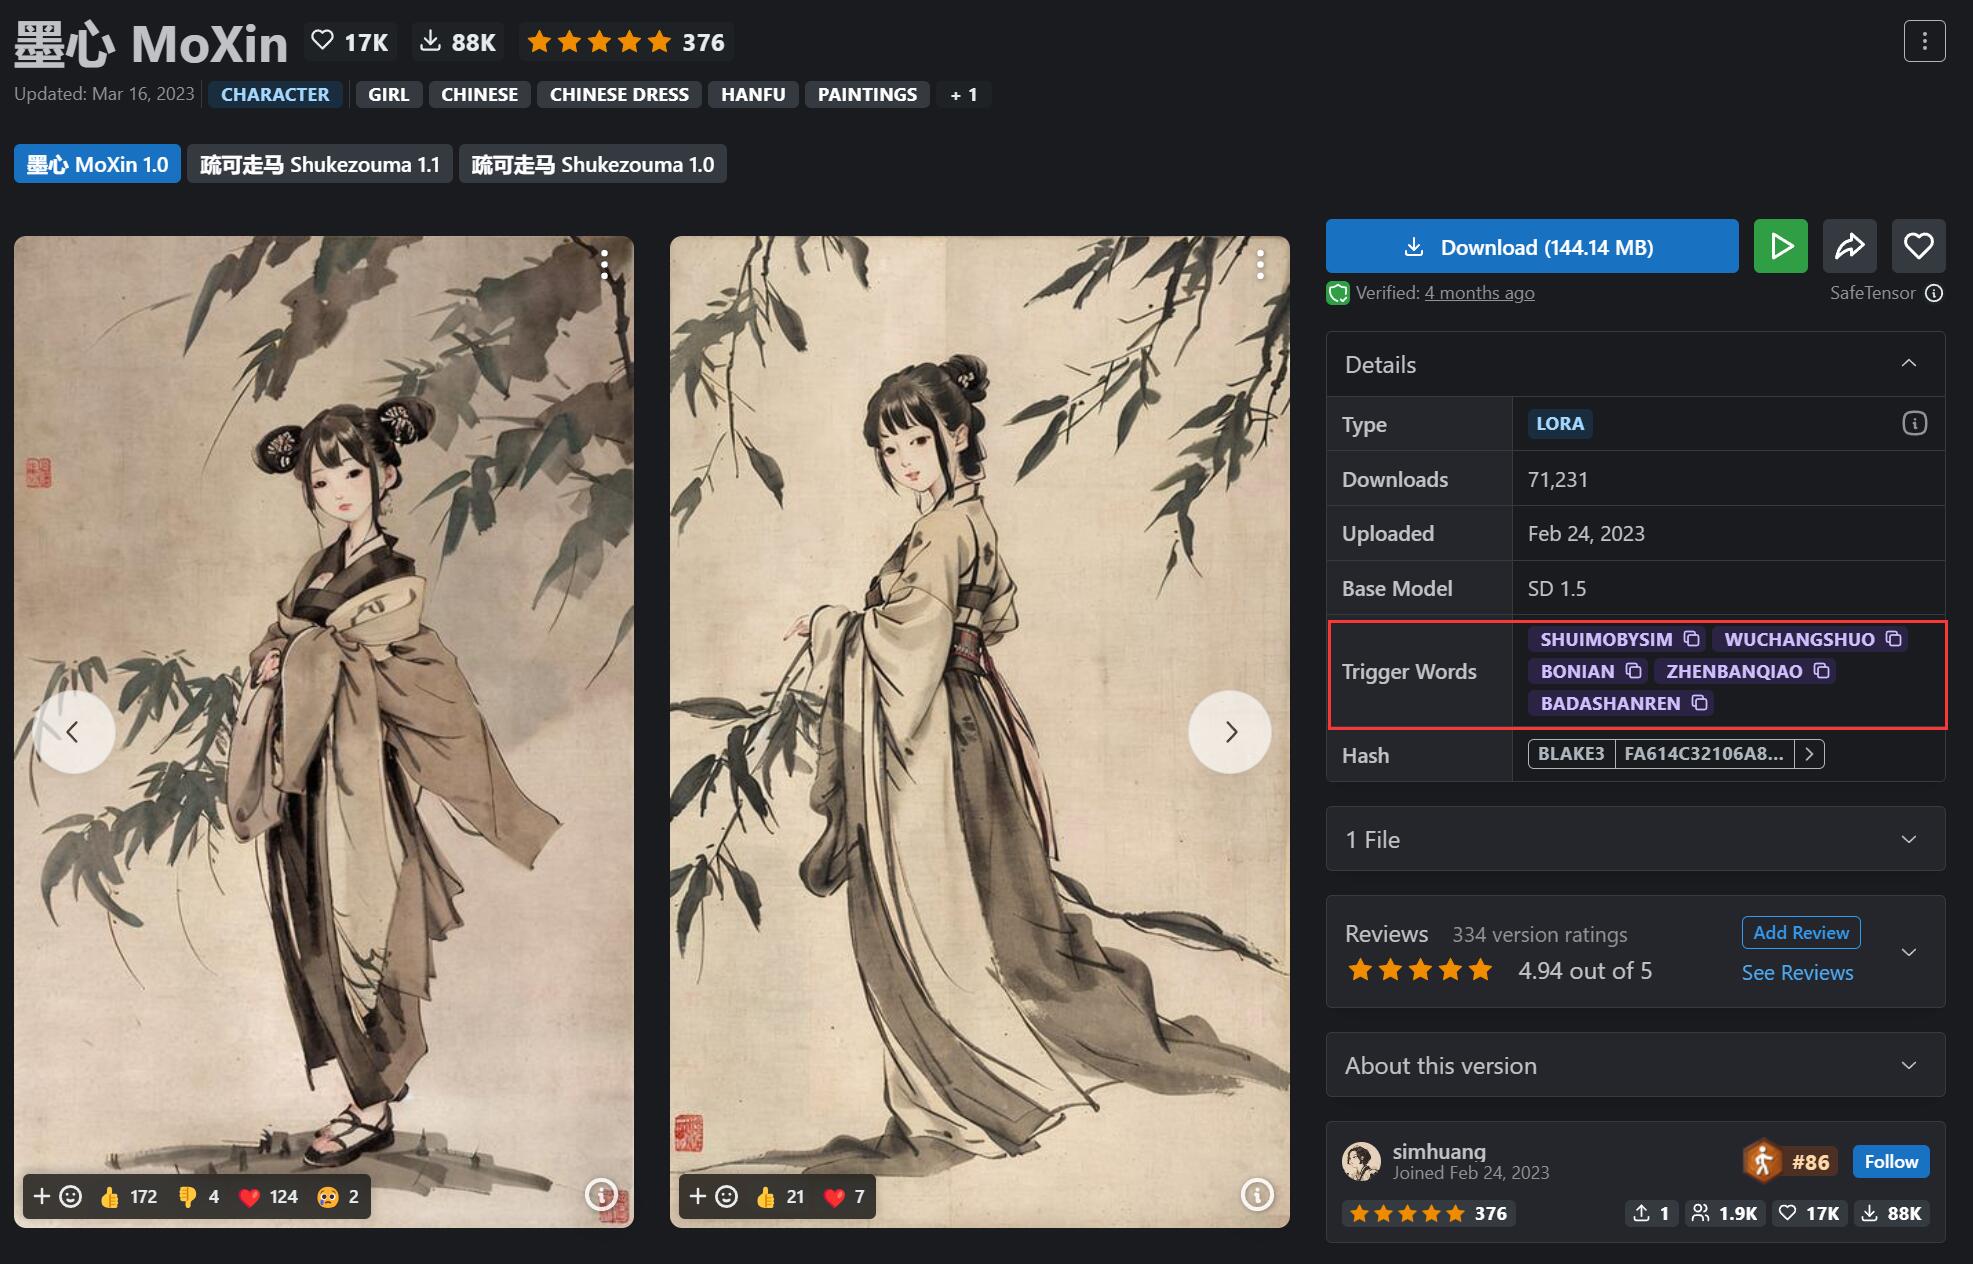 墨心 MoXin 17K 88K 376
Updated: Mar 16, 2023 CHARACTER GIRL CHINESE CHINESE DRESS HANFU PAINTINGS + 1
墨心 MoXin 1.0 疏可走马 Shukezouma 1.1 疏可走马 Shukezouma 1.0
Download (144.14 MB)
Verified: 4 months ago SafeTensor
Details
Type LORA
Downloads 71,231
Uploaded Feb 24, 2023
Base Model SD 1.5
Trigger Words SHUIMOBYSIM WUCHANGSHUO
BONIAN ZHENBANQIAO
BADASHANREN
Hash BLAKE3 FA614C32106A8...
1 File
Reviews 334 version ratings Add Review
4.94 out of 5 See Reviews
About this version
simhuang
Joined Feb 24, 2023
#86 Follow
376 1 1.9K 17K 88K
172 4 124 2
21 7